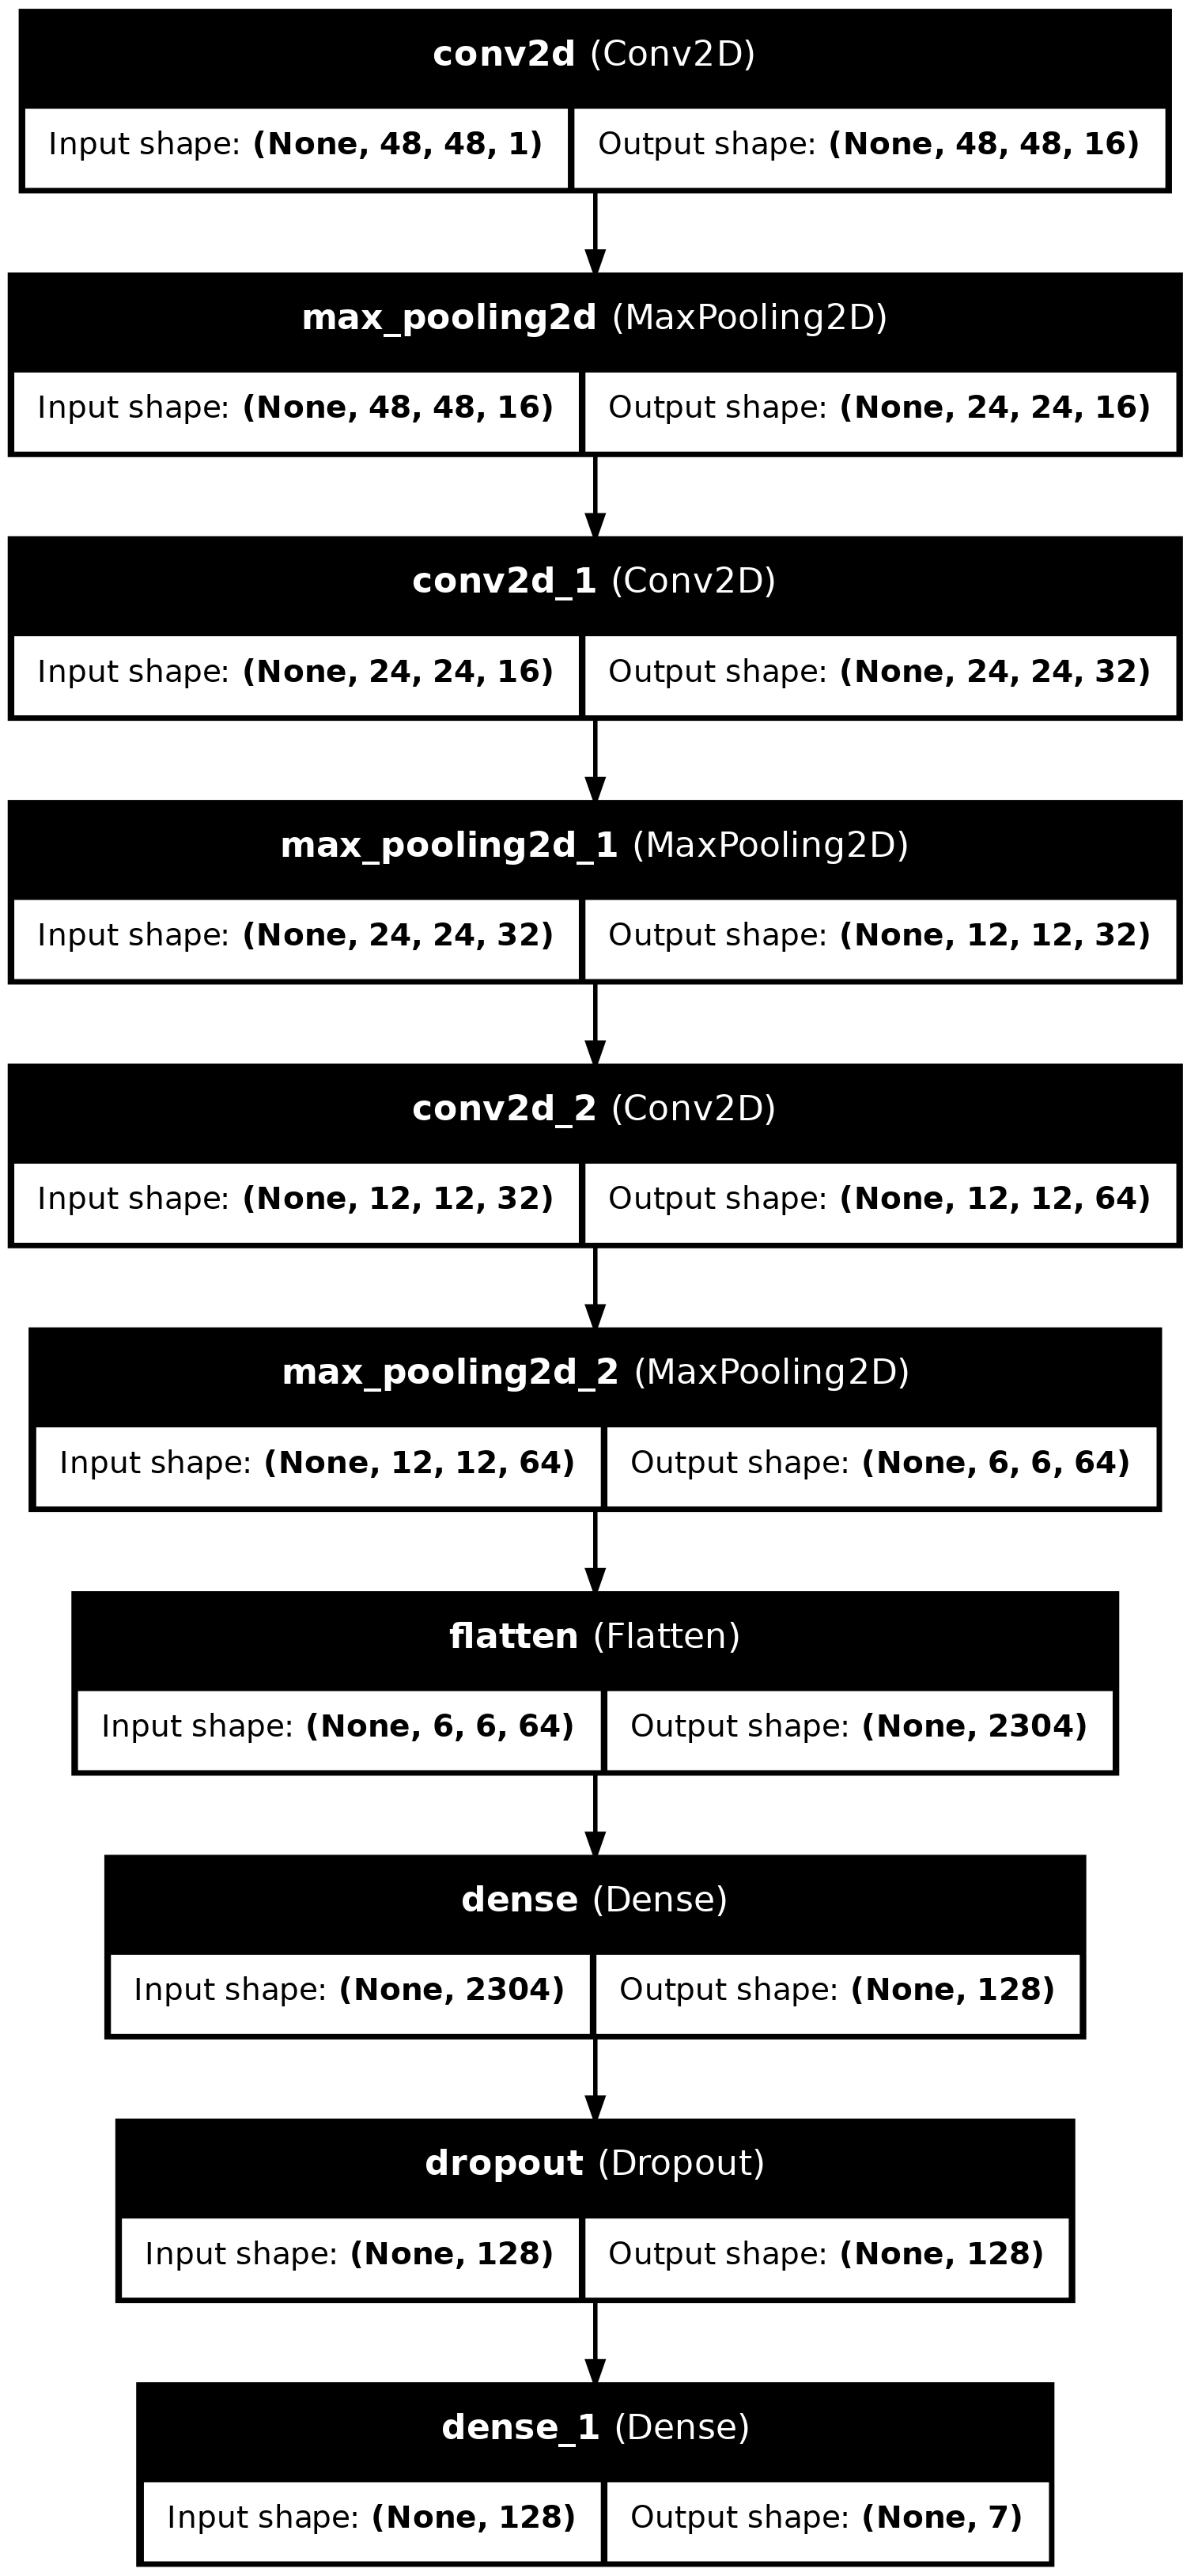 conv2d (Conv2D)
Input shape: (None, 48, 48, 1) Output shape: (None, 48, 48, 16)
max_pooling2d (MaxPooling2D)
Input shape: (None, 48, 48, 16) Output shape: (None, 24, 24, 16)
conv2d_1 (Conv2D)
Input shape: (None, 24, 24, 16) Output shape: (None, 24, 24, 32)
max_pooling2d_1 (MaxPooling2D)
Input shape: (None, 24, 24, 32) Output shape: (None, 12, 12, 32)
conv2d_2 (Conv2D)
Input shape: (None, 12, 12, 32) Output shape: (None, 12, 12, 64)
max_pooling2d_2 (MaxPooling2D)
Input shape: (None, 12, 12, 64) Output shape: (None, 6, 6, 64)
flatten (Flatten)
Input shape: (None, 6, 6, 64) Output shape: (None, 2304)
dense (Dense)
Input shape: (None, 2304) Output shape: (None, 128)
dropout (Dropout)
Input shape: (None, 128) Output shape: (None, 128)
dense_1 (Dense)
Input shape: (None, 128) Output shape: (None, 7)